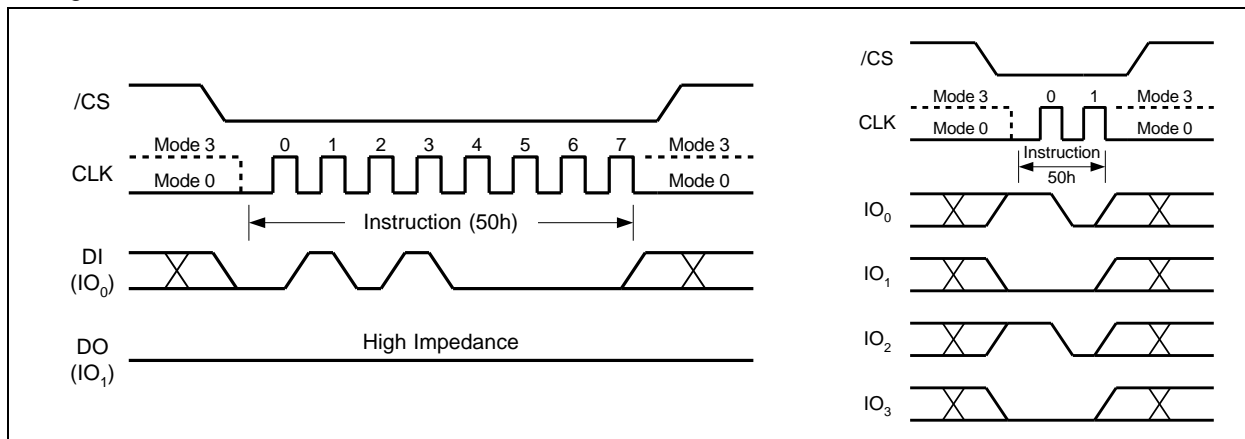 /CS
Mode 3
0 1 2 3 4 5 6 7
Mode 3
CLK
Mode 0
Mode 0
Instruction (50h)
DI
(IO0)
High Impedance
DO
(IO1)
/CS
Mode 3
0 1
Mode 3
CLK
Mode 0
Mode 0
Instruction
50h
IO0
IO1
IO2
IO3